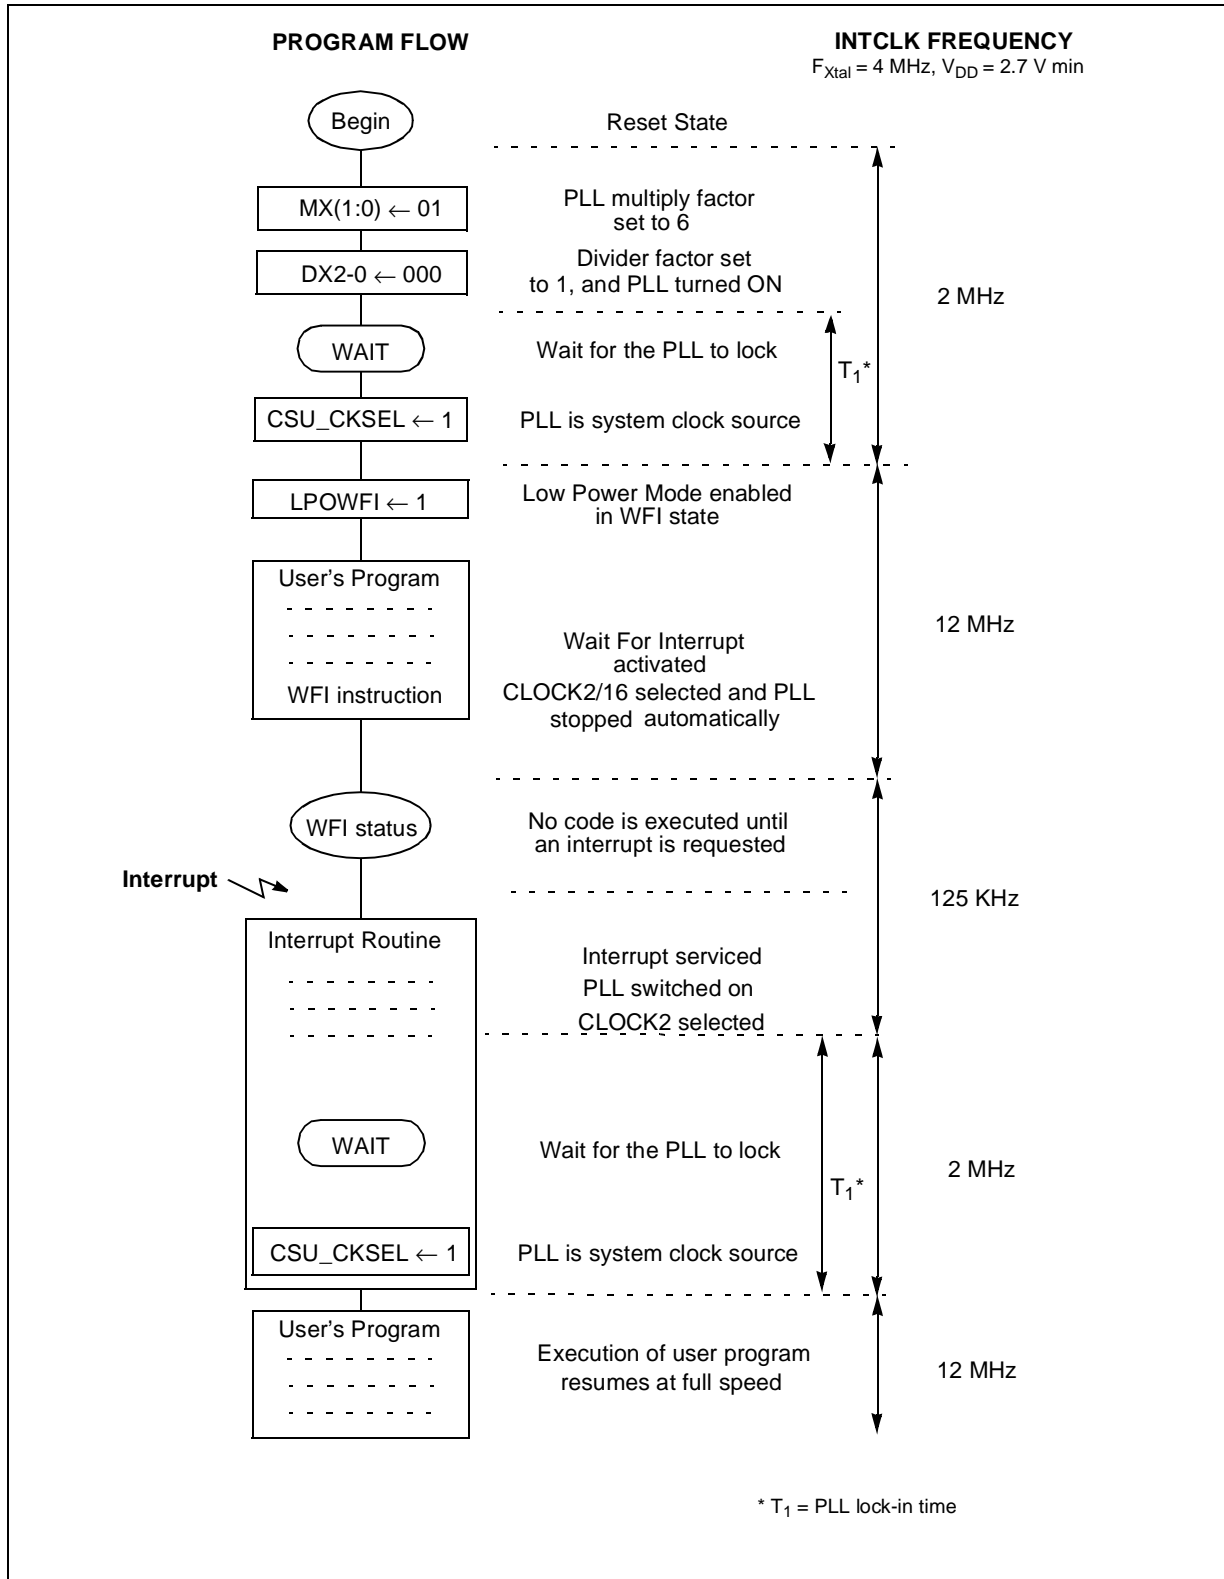 PROGRAM FLOW
INTCLK FREQUENCY
F_Xtal = 4 MHz, V_DD = 2.7 V min
Begin
Reset State
MX(1:0) ← 01
PLL multiply factor
set to 6
DX2-0 ← 000
Divider factor set
to 1, and PLL turned ON
2 MHz
WAIT
Wait for the PLL to lock
T_1*
CSU_CKSEL ← 1
PLL is system clock source
LPOWFI ← 1
Low Power Mode enabled
in WFI state
User's Program
WFI instruction
Wait For Interrupt
activated
CLOCK2/16 selected and PLL
stopped automatically
12 MHz
WFI status
No code is executed until
an interrupt is requested
Interrupt
125 KHz
Interrupt Routine
Interrupt serviced
PLL switched on
CLOCK2 selected
WAIT
Wait for the PLL to lock
T_1*
2 MHz
CSU_CKSEL ← 1
PLL is system clock source
User's Program
Execution of user program
resumes at full speed
12 MHz
* T_1 = PLL lock-in time